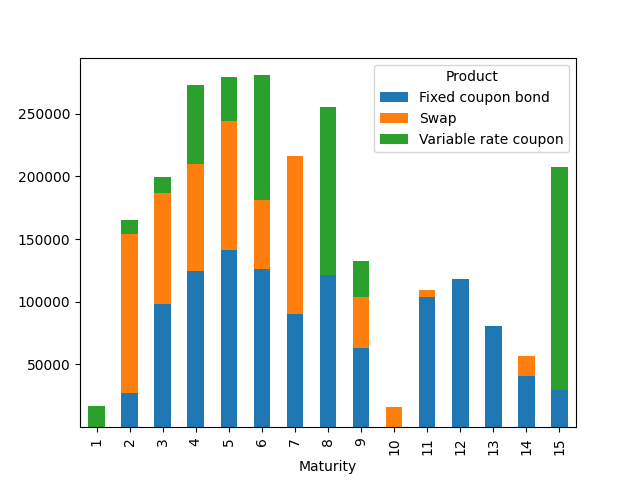 Product
Fixed coupon bond
Swap
Variable rate coupon
250000
200000
150000
100000
50000
1 2 3 4 5 6 7 8 9 10 11 12 13 14 15
Maturity